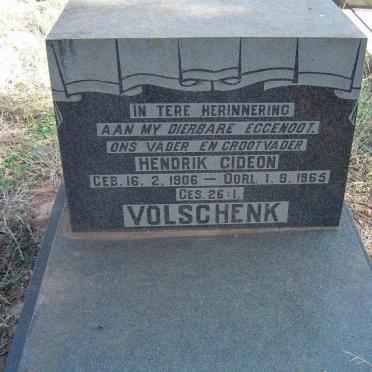 IN TERE HERINNERING
AAN MY DIERBARE EGGENOOT.
ONS VADER EN GROOTVADER
HENDRIK GIDEON
GEB. 16. 2. 1906 — OORL. 1. 9. 1965
GES. 26:1.
VOLSCHENK